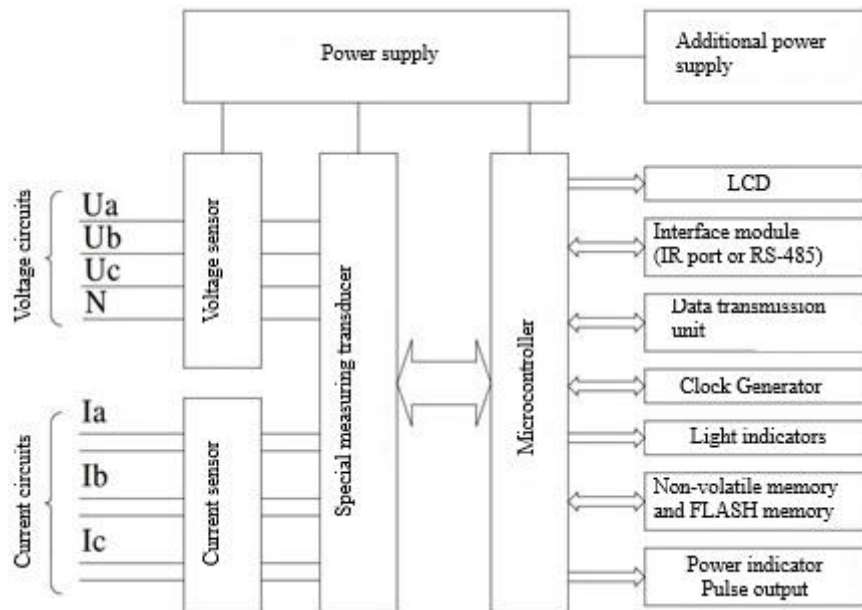 Power supply
Additional power
supply
Voltage circuits
Ua
Ub
Uc
N
Voltage sensor
Current circuits
Ia
Ib
Ic
Current sensor
Special measuring transducer
Microcontroller
LCD
Interface module
(IR port or RS-485)
Data transmission
unit
Clock Generator
Light indicators
Non-volatile memory
and FLASH memory
Power indicator
Pulse output